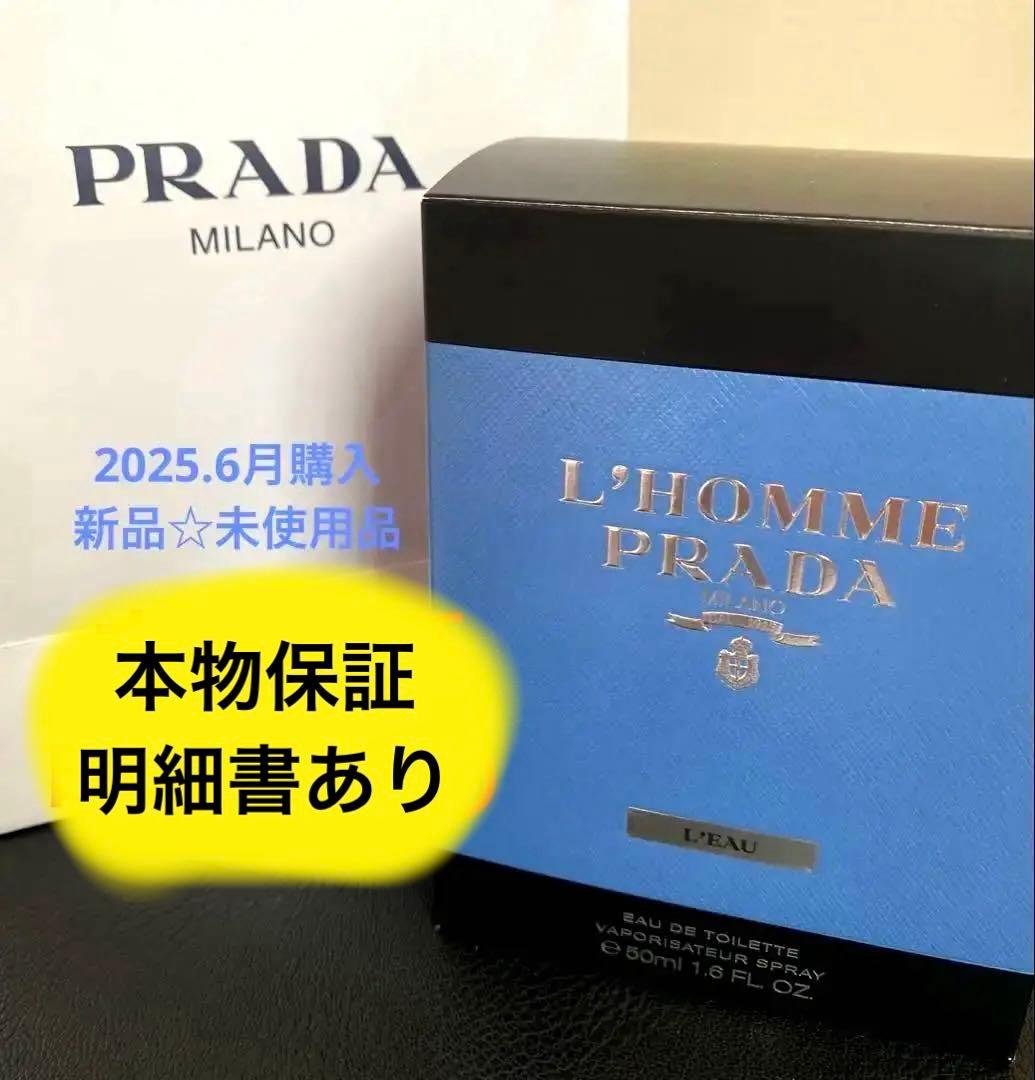 PRADA
MILANO
2025.6月購入
新品☆未使用品
本物保証
明細書あり
L'HOMME
PRADA
MILANO
L'EAU
EAU DE TOILETTE
VAPORISATEUR SPRAY
℮ 50ml 1.6 FL. OZ.